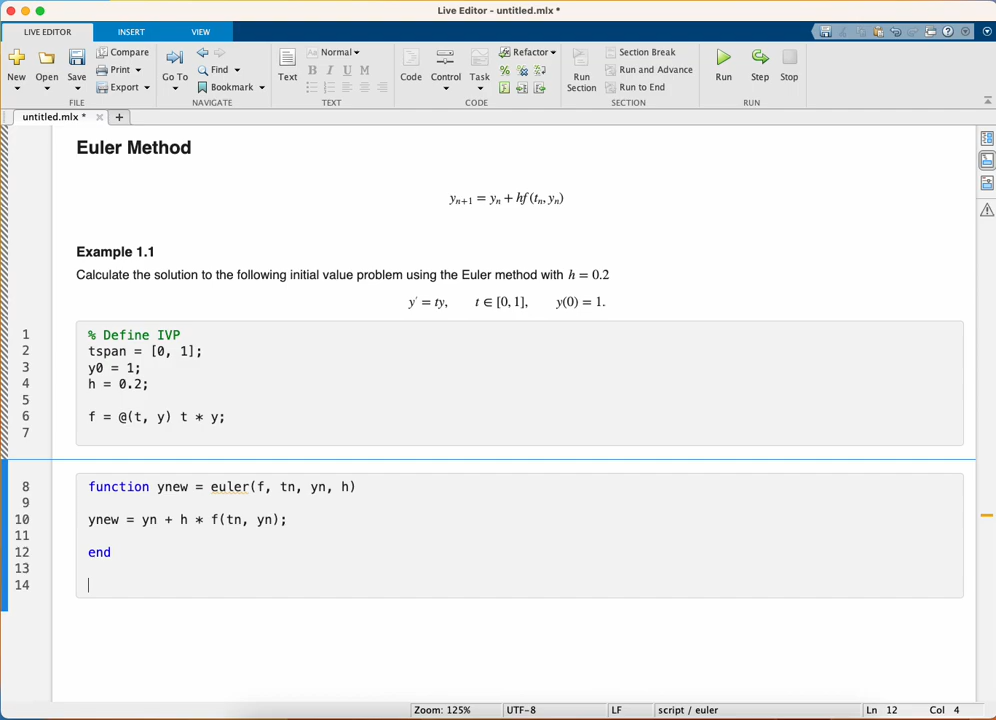 Live Editor - untitled.mlx *
LIVE EDITOR INSERT VIEW
New Open Save Compare Print Export
FILE
Go To Find Bookmark
NAVIGATE
Text Normal
B I U M
TEXT
Code Control Task Refactor
CODE
Run Section Section Break Run and Advance Run to End
SECTION
Run Step Stop
RUN
untitled.mlx * × +
Euler Method
yₙ₊₁ = yₙ + hf(tₙ, yₙ)
Example 1.1
Calculate the solution to the following initial value problem using the Euler method with h = 0.2
y′ = ty, t ∈ [0, 1], y(0) = 1.
1 % Define IVP
2 tspan = [0, 1];
3 y0 = 1;
4 h = 0.2;
5
6 f = @(t, y) t * y;
7
8 function ynew = euler(f, tn, yn, h)
9
10 ynew = yn + h * f(tn, yn);
11
12 end
13
14
Zoom: 125% UTF-8 LF script / euler Ln 12 Col 4